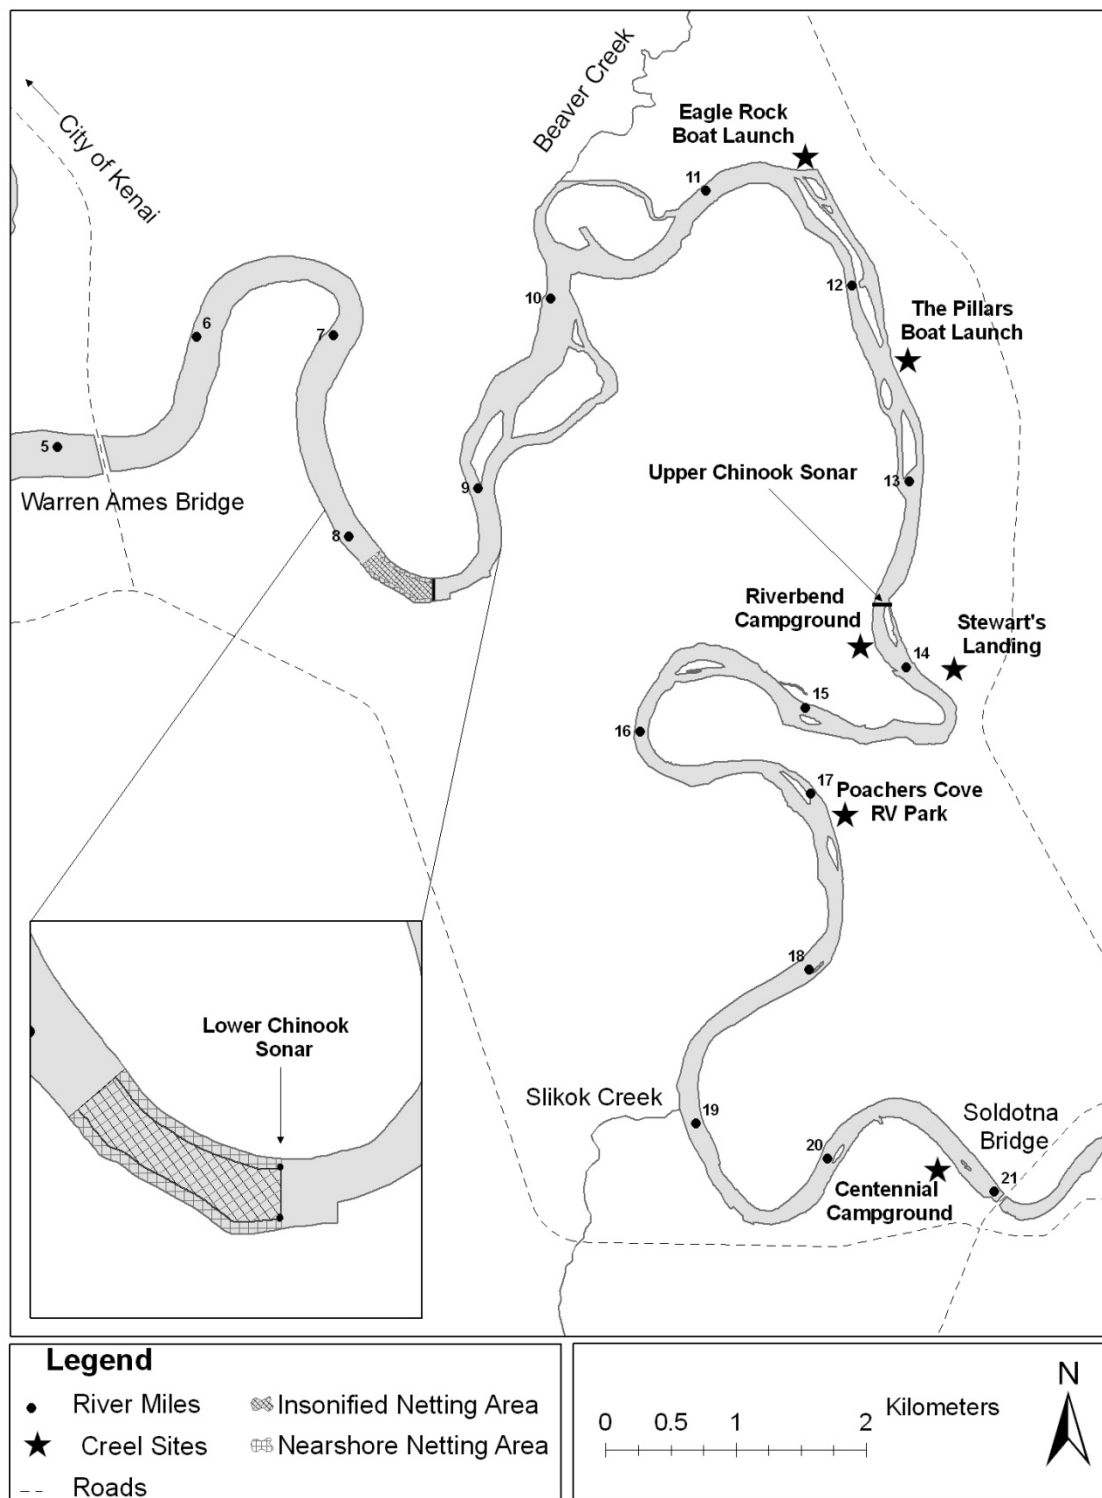 City of Kenai
Beaver Creek
Eagle Rock
Boat Launch
11
12
The Pillars
Boat Launch
10
6
7
5
Warren Ames Bridge
9
8
Upper Chinook Sonar
13
Riverbend
Campground
Stewart's
Landing
14
15
16
17
Poachers Cove
RV Park
18
Lower Chinook
Sonar
Slikok Creek
19
20
Soldotna
Bridge
21
Centennial
Campground
Legend
River Miles
Insonified Netting Area
Creel Sites
Nearshore Netting Area
Roads
0 0.5 1 2
Kilometers
N